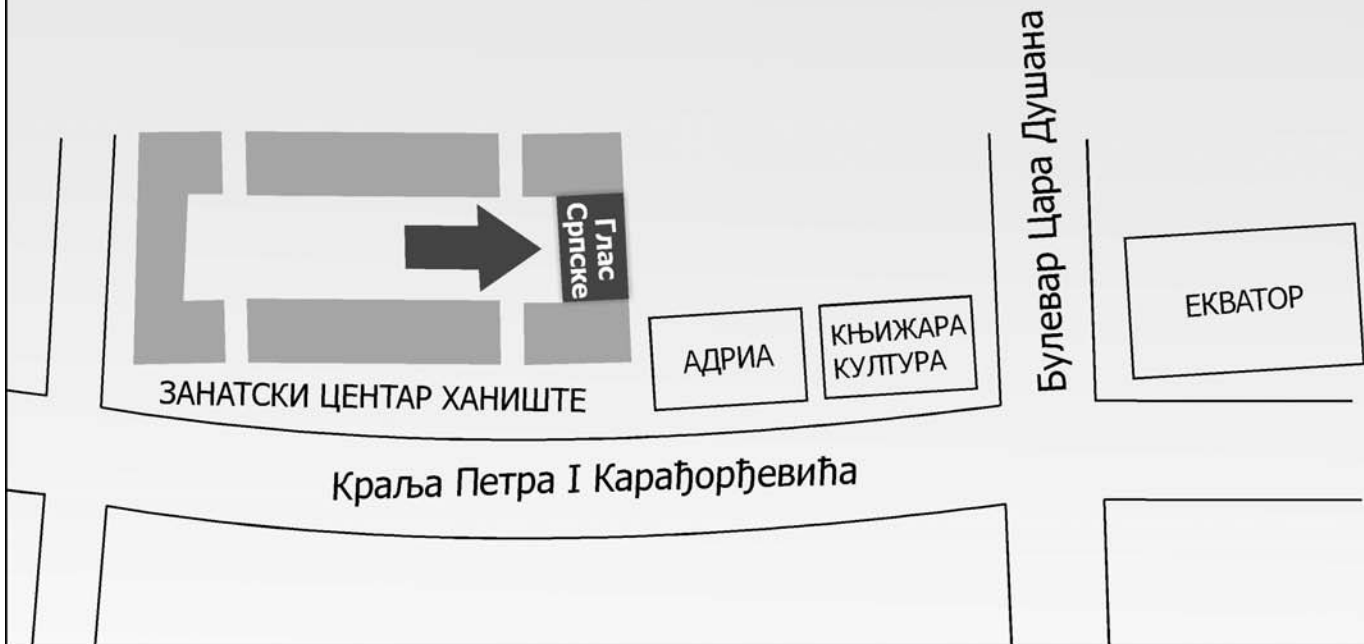 Булевар Цара Душана
Глас
Српске
ЕКВАТОР
АДРИА
КЊИЖАРА
КУЛТУРА
ЗАНАТСКИ ЦЕНТАР ХАНИШТЕ
Краља Петра I Карађорђевића